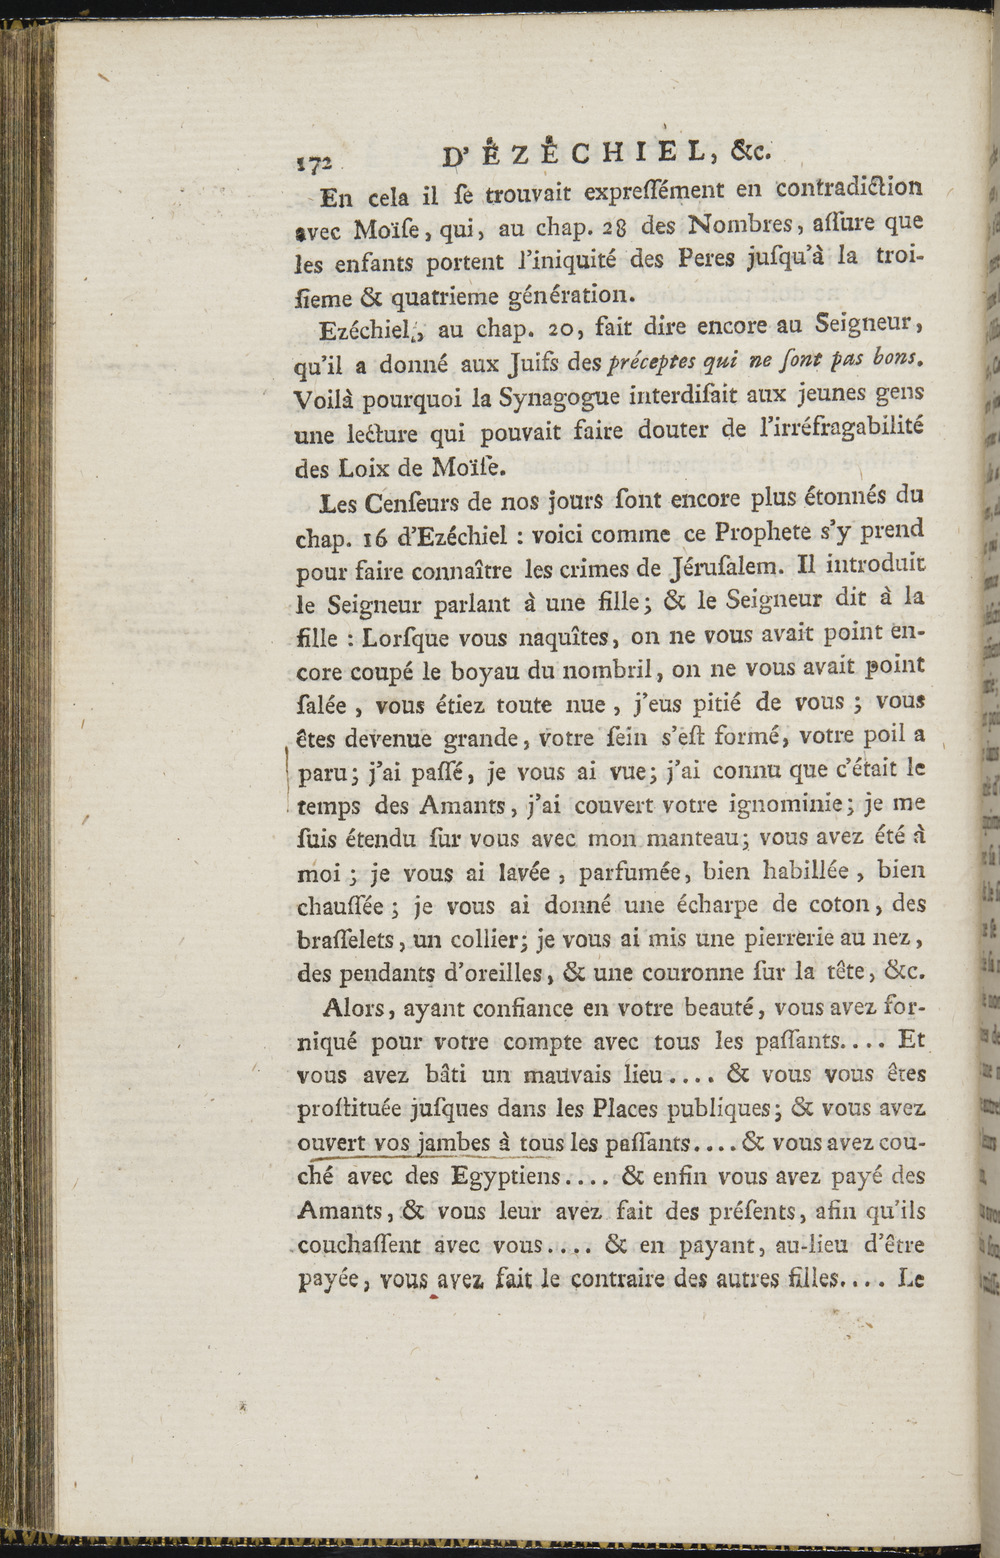 172 D'ÉZÉCHIEL, &c.
En cela il ſe trouvait expreſſément en contradiction
avec Moïſe, qui, au chap. 28 des Nombres, aſſure que
les enfants portent l'iniquité des Peres juſqu'à la troi-
ſieme & quatrieme génération.
Ezéchiel, au chap. 20, fait dire encore au Seigneur,
qu'il a donné aux Juifs des préceptes qui ne ſont pas bons.
Voilà pourquoi la Synagogue interdiſait aux jeunes gens
une lecture qui pouvait faire douter de l'irréfragabilité
des Loix de Moïſe.
Les Cenſeurs de nos jours ſont encore plus étonnés du
chap. 16 d'Ezéchiel : voici comme ce Prophete s'y prend
pour faire connaître les crimes de Jéruſalem. Il introduit
le Seigneur parlant à une fille; & le Seigneur dit à la
fille : Lorſque vous naquîtes, on ne vous avait point en-
core coupé le boyau du nombril, on ne vous avait point
ſalée, vous étiez toute nue, j'eus pitié de vous ; vous
êtes devenue grande, votre ſein s'eſt formé, votre poil a
paru; j'ai paſſé, je vous ai vue; j'ai connu que c'était le
temps des Amants, j'ai couvert votre ignominie; je me
ſuis étendu ſur vous avec mon manteau; vous avez été à
moi ; je vous ai lavée, parfumée, bien habillée, bien
chauſſée ; je vous ai donné une écharpe de coton, des
braſſelets, un collier; je vous ai mis une pierrerie au nez,
des pendants d'oreilles, & une couronne ſur la tête, &c.
Alors, ayant confiance en votre beauté, vous avez for-
niqué pour votre compte avec tous les paſſants.... Et
vous avez bâti un mauvais lieu.... & vous vous êtes
proſtituée juſques dans les Places publiques; & vous avez
ouvert vos jambes à tous les paſſants.... & vous avez cou-
ché avec des Egyptiens.... & enfin vous avez payé des
Amants, & vous leur avez fait des préſents, afin qu'ils
couchaſſent avec vous.... & en payant, au-lieu d'être
payée, vous avez fait le contraire des autres filles.... Le